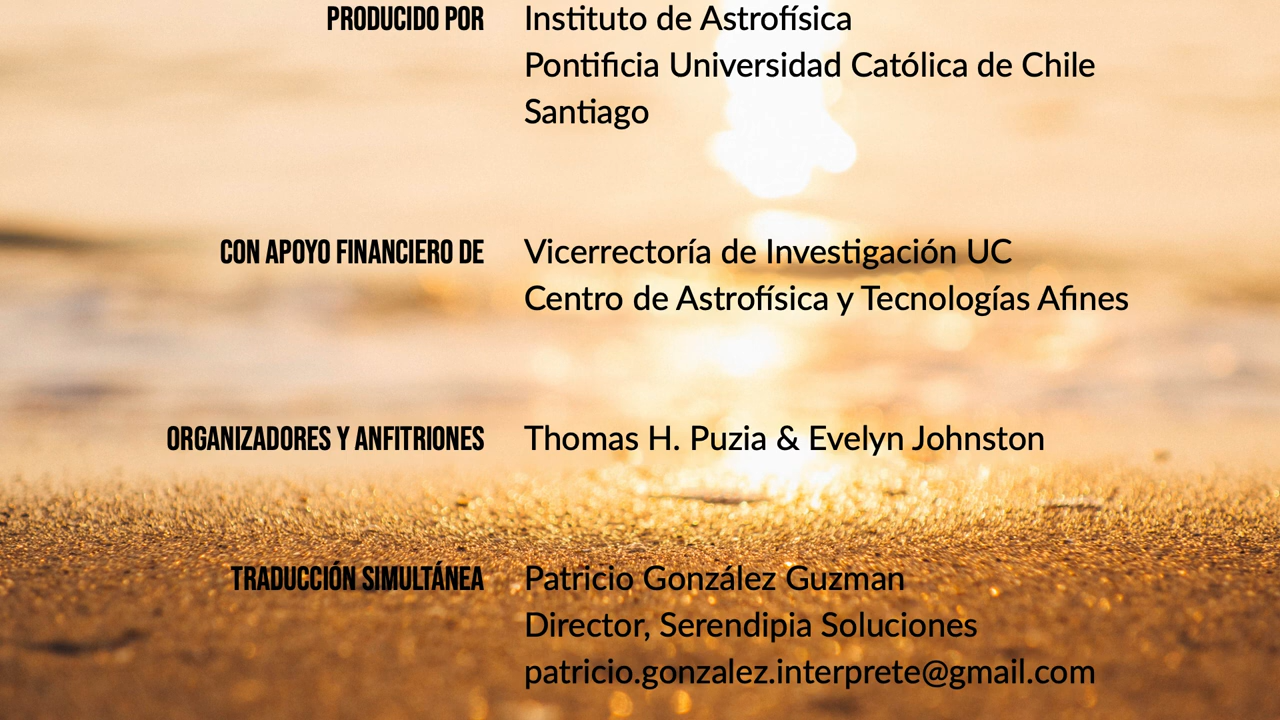 PRODUCIDO POR Instituto de Astrofísica
Pontificia Universidad Católica de Chile
Santiago
CON APOYO FINANCIERO DE Vicerrectoría de Investigación UC
Centro de Astrofísica y Tecnologías Afines
ORGANIZADORES Y ANFITRIONES Thomas H. Puzia & Evelyn Johnston
TRADUCCIÓN SIMULTÁNEA Patricio González Guzman
Director, Serendipia Soluciones
patricio.gonzalez.interprete@gmail.com